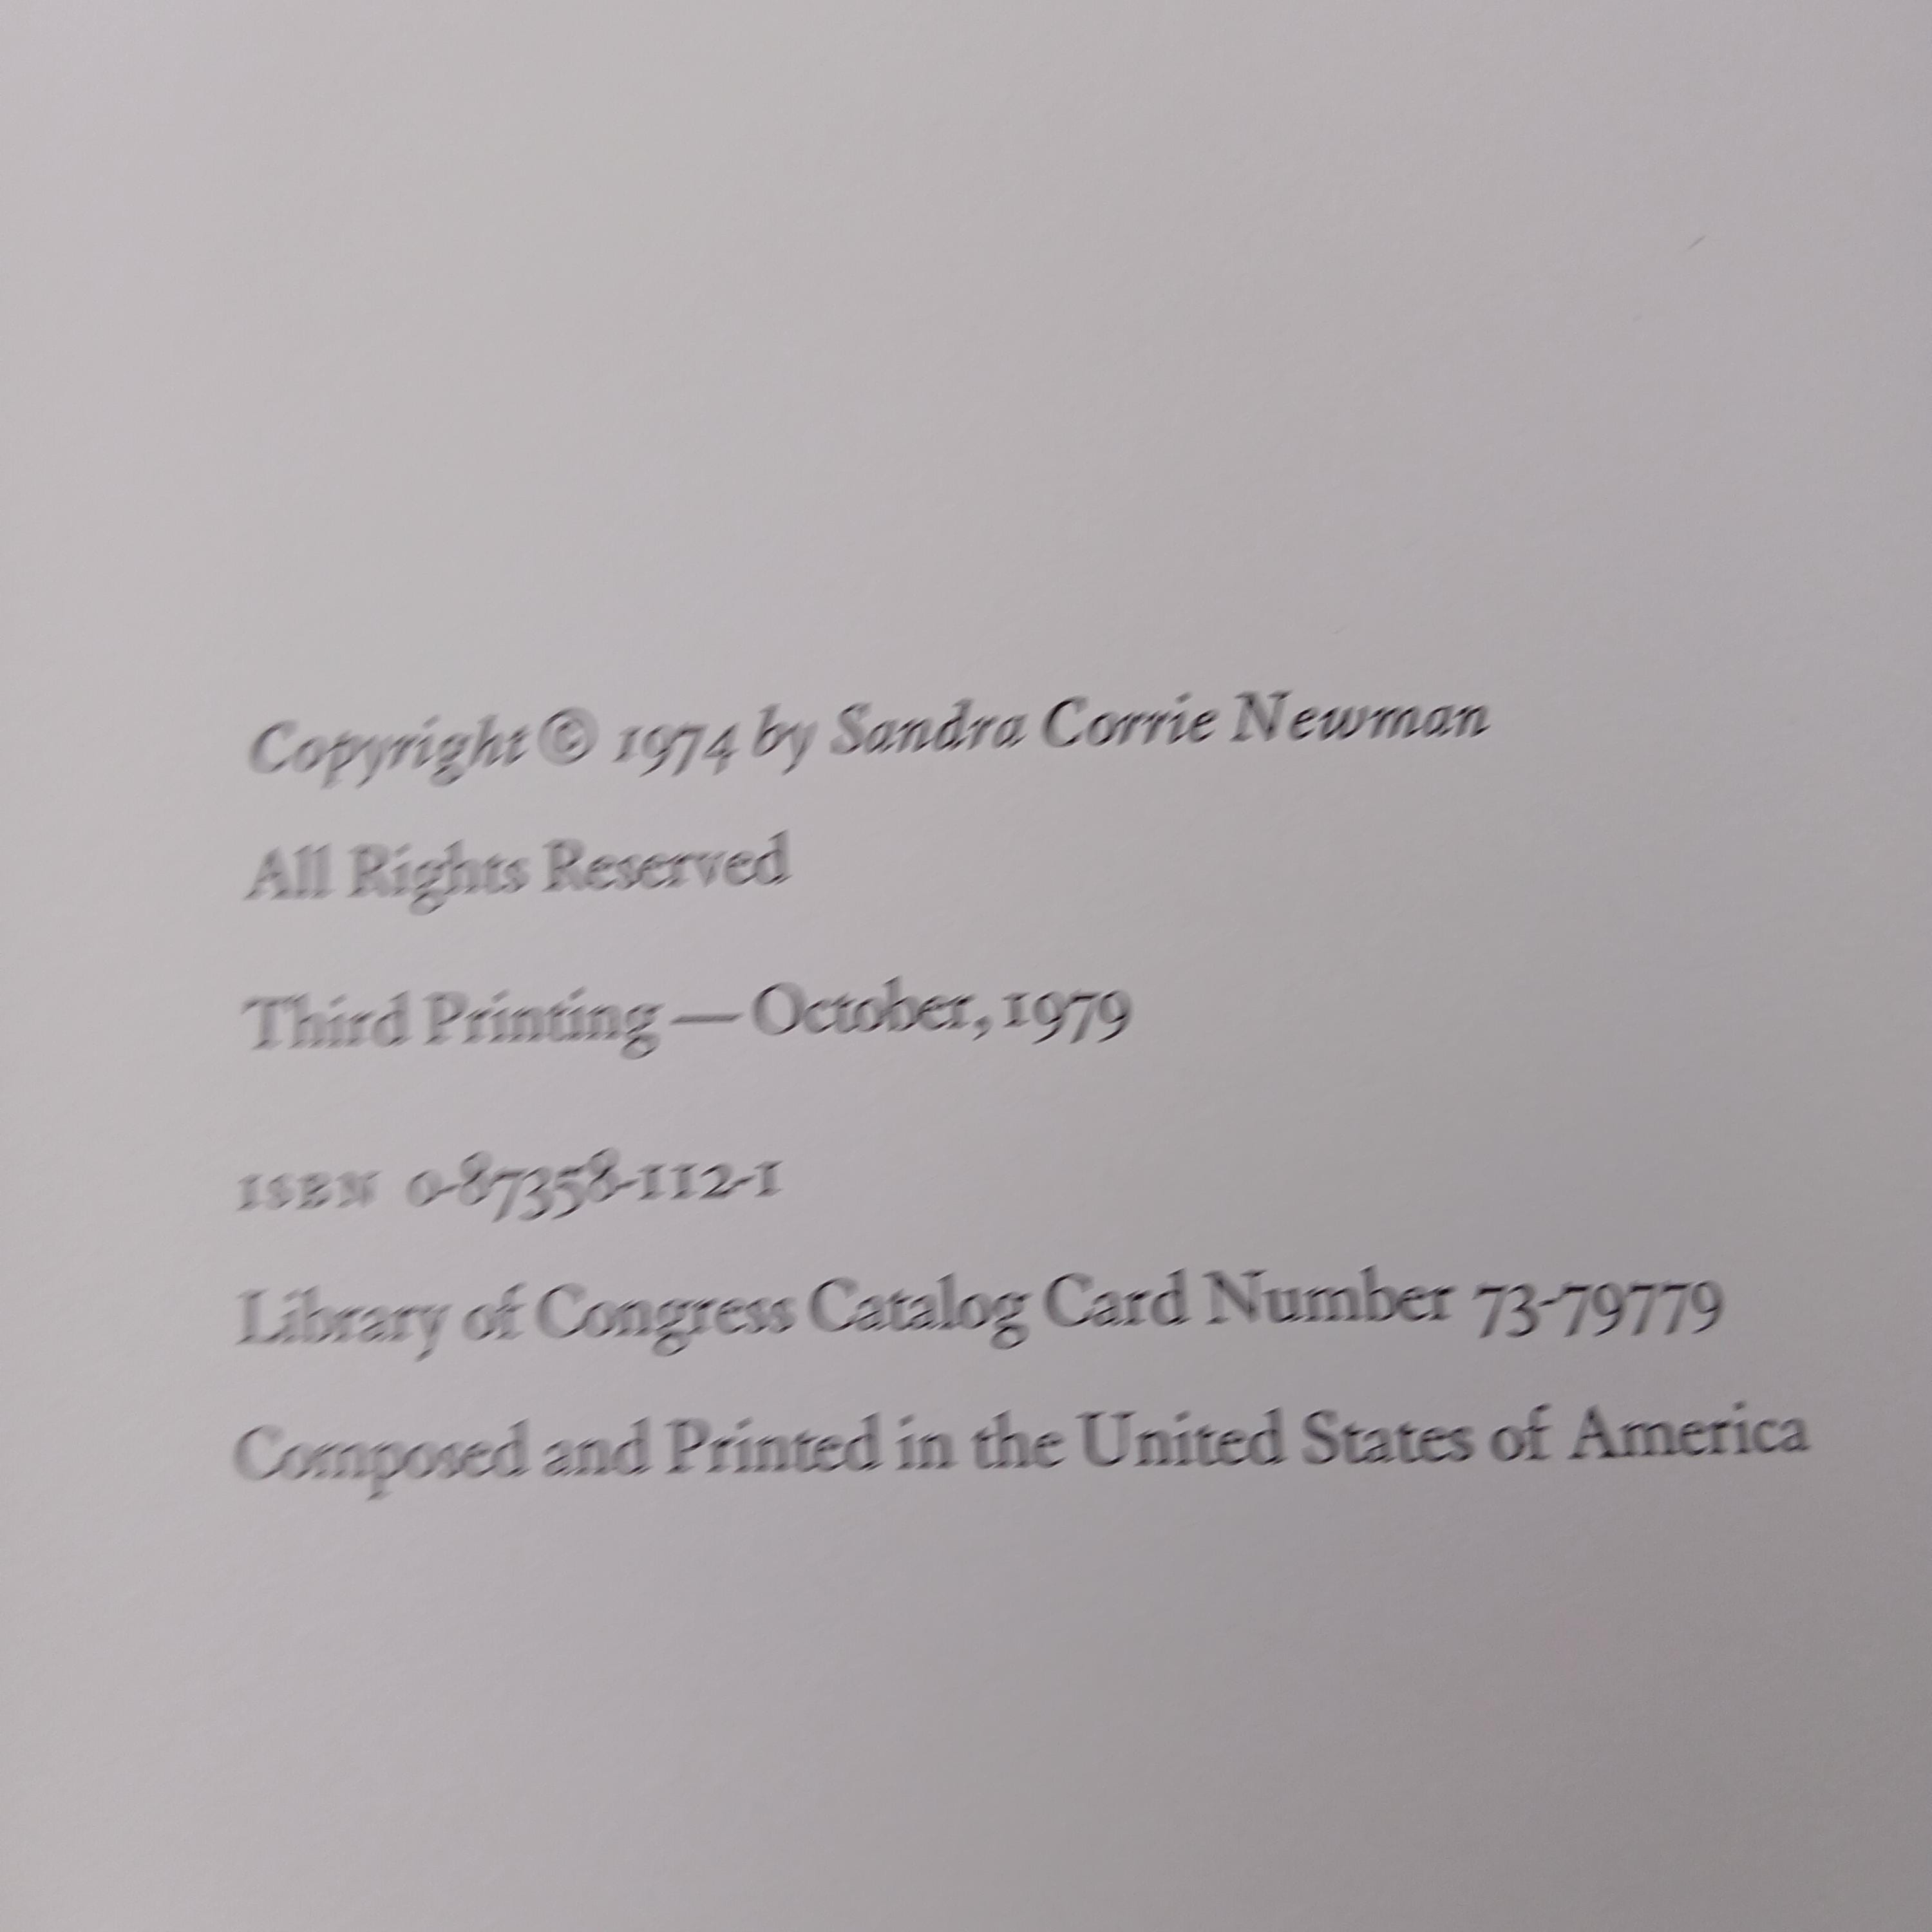 Copyright © 1974 by Sandra Corrie Newman
All Rights Reserved
Third Printing—October, 1979
ISBN 0-87358-112-1
Library of Congress Catalog Card Number 73-79779
Composed and Printed in the United States of America